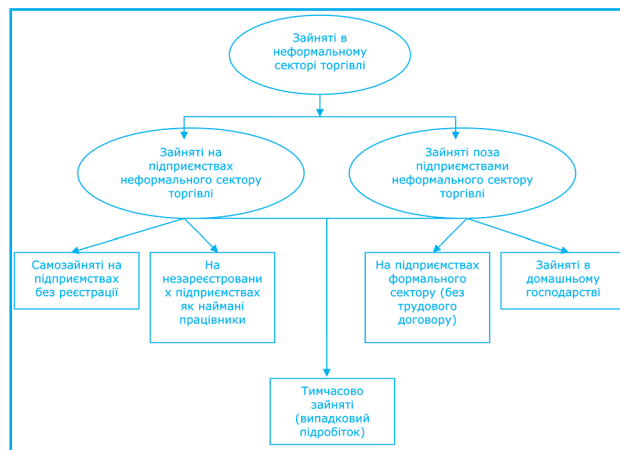 Зайняті в
неформальному
секторі торгівлі
Зайняті на
підприємствах
неформального сектору
торгівлі
Зайняті поза
підприємствами
неформального сектору
торгівлі
Самозайняті на
підприємствах
без реєстрації
На
незареєстровани
х підприємствах
як наймані
працівники
На підприємствах
формального
сектору (без
трудового
договору)
Зайняті в
домашньому
господарстві
Тимчасово
зайняті
(випадковий
підробіток)